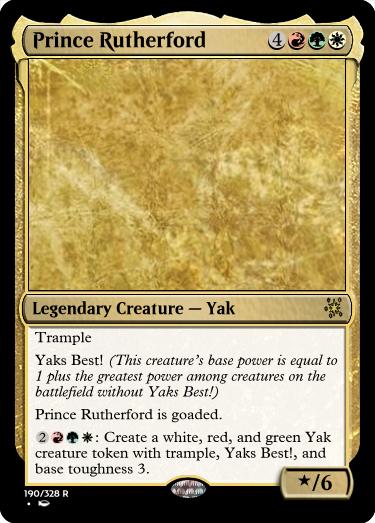 Prince Rutherford 4
Legendary Creature — Yak
Trample
Yaks Best! (This creature's base power is equal to
1 plus the greatest power among creatures on the
battlefield without Yaks Best!)
Prince Rutherford is goaded.
2: Create a white, red, and green Yak
creature token with trample, Yaks Best!, and
base toughness 3.
★/6
190/328 R